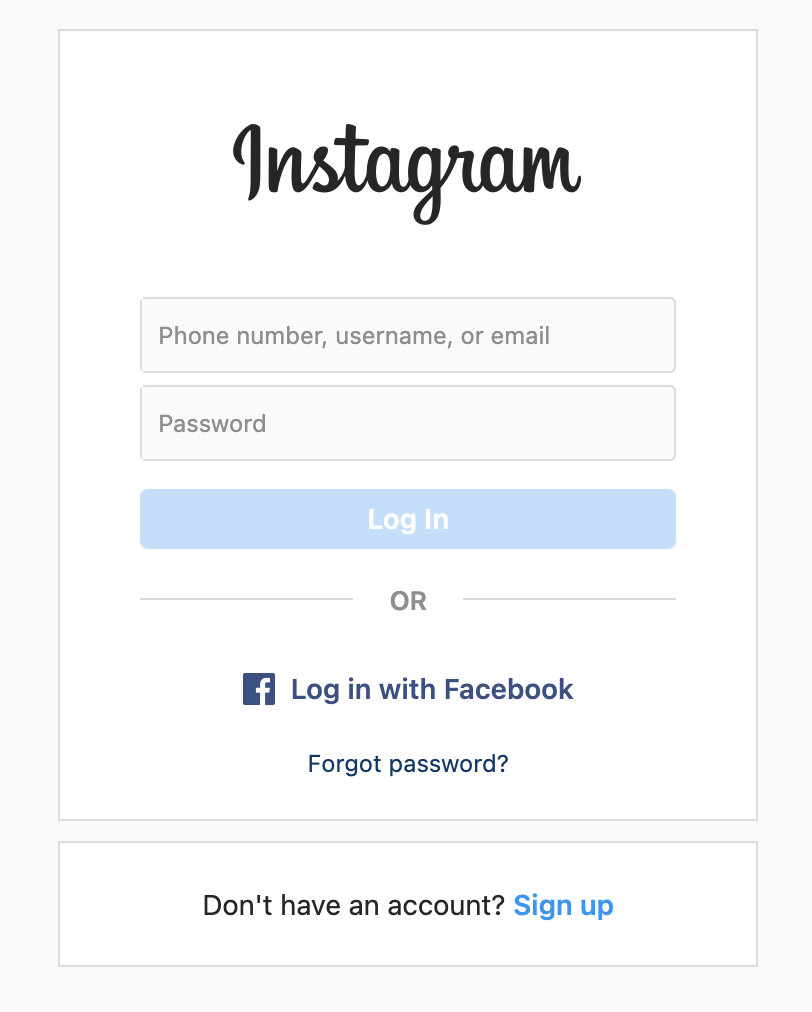 Instagram
Phone number, username, or email
Password
Log In
OR
Log in with Facebook
Forgot password?
Don't have an account? Sign up